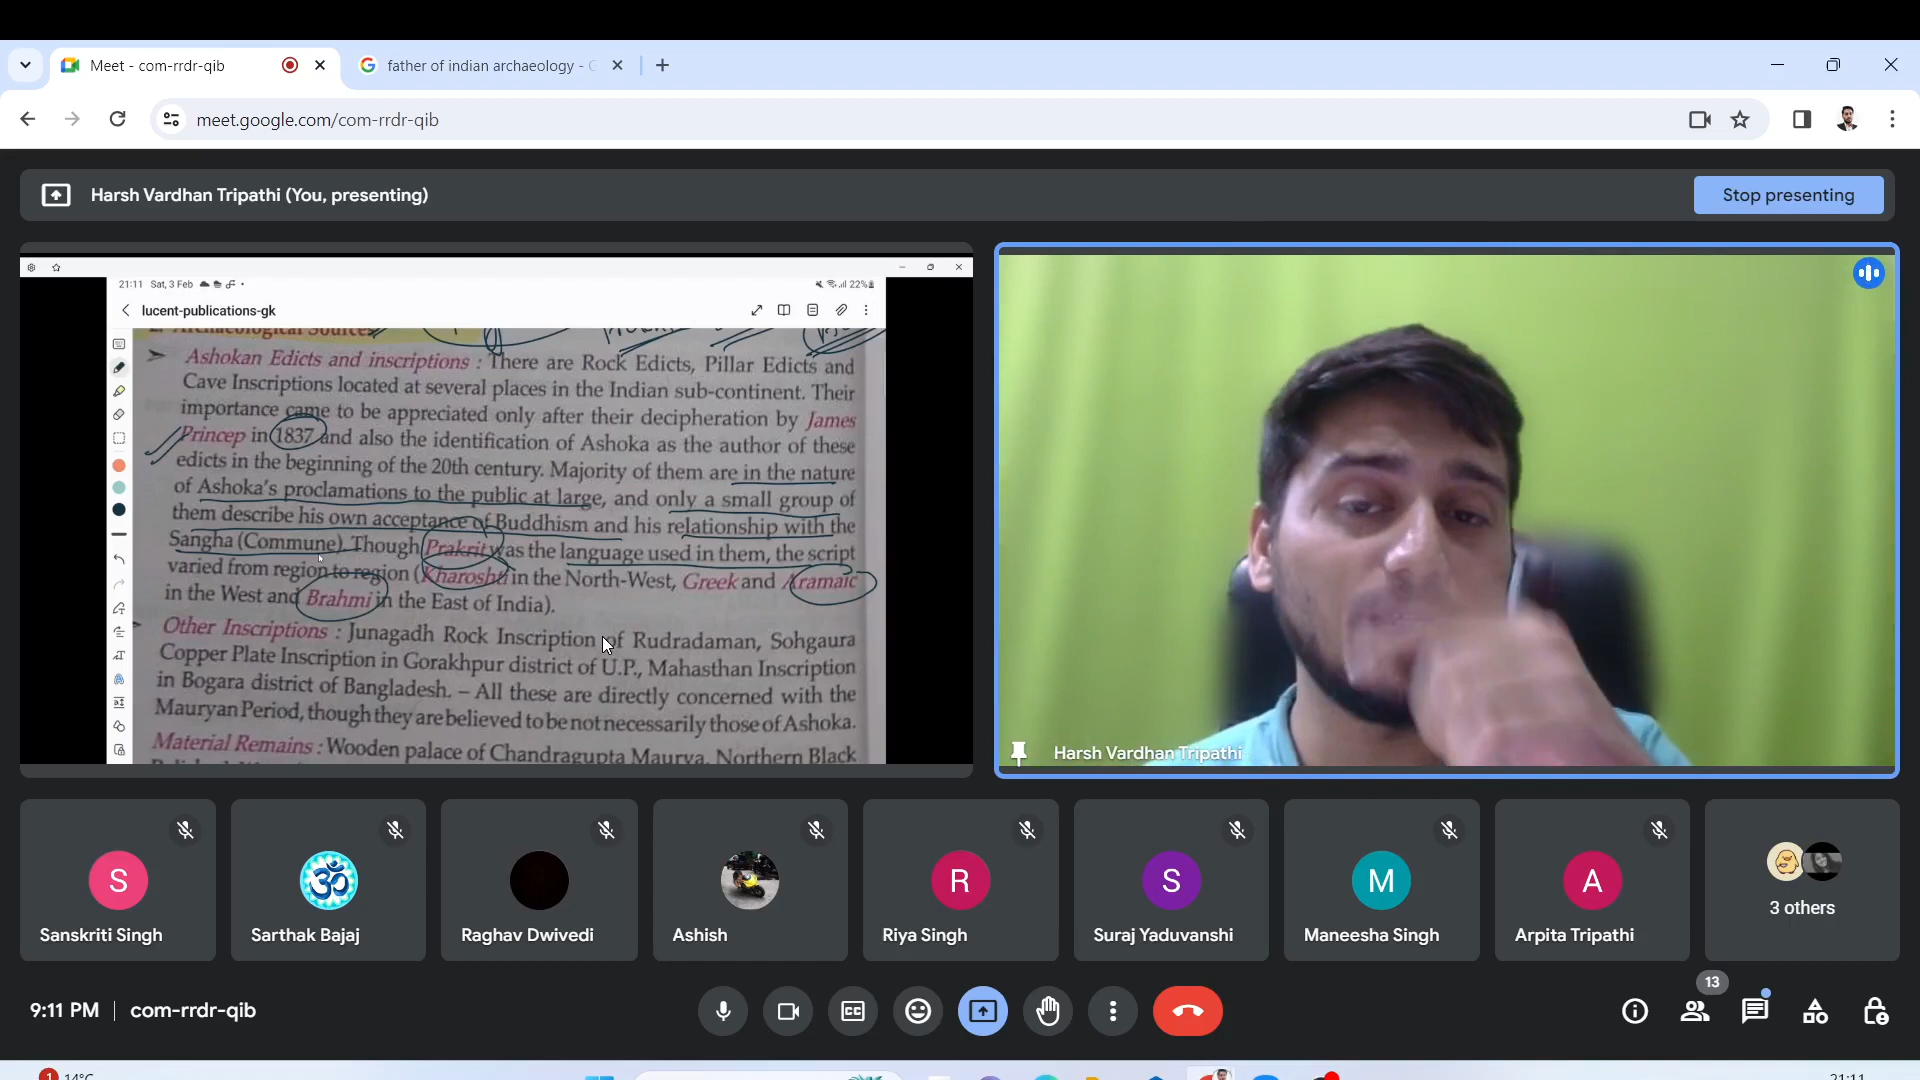 Meet - com-rrdr-qib
father of indian archaeology - G
meet.google.com/com-rrdr-qib
Harsh Vardhan Tripathi (You, presenting)
Stop presenting
21:11 Sat, 3 Feb
22%
lucent-publications-gk
2. Archaeological Sources
Ashokan Edicts and inscriptions : There are Rock Edicts, Pillar Edicts and
Cave Inscriptions located at several places in the Indian sub-continent. Their
importance came to be appreciated only after their decipheration by James
Princep in 1837 and also the identification of Ashoka as the author of these
edicts in the beginning of the 20th century. Majority of them are in the nature
of Ashoka's proclamations to the public at large, and only a small group of
them describe his own acceptance of Buddhism and his relationship with the
Sangha (Commune). Though Prakrit was the language used in them, the script
varied from region to region (Kharoshti in the North-West, Greek and Aramaic
in the West and Brahmi in the East of India).
Other Inscriptions : Junagadh Rock Inscription of Rudradaman, Sohgaura
Copper Plate Inscription in Gorakhpur district of U.P., Mahasthan Inscription
in Bogara district of Bangladesh. – All these are directly concerned with the
Mauryan Period, though they are believed to be not necessarily those of Ashoka.
Material Remains : Wooden palace of Chandragupta Maurya, Northern Black
Harsh Vardhan Tripathi
S
R
S
M
A
3 others
Sanskriti Singh
Sarthak Bajaj
Raghav Dwivedi
Ashish
Riya Singh
Suraj Yaduvanshi
Maneesha Singh
Arpita Tripathi
13
9:11 PM | com-rrdr-qib
1
14°C
21:11